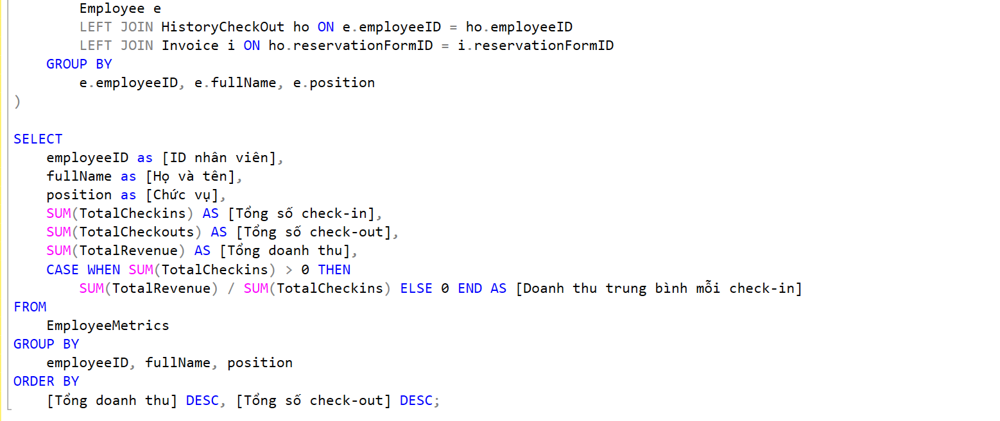 Employee e
LEFT JOIN HistoryCheckOut ho ON e.employeeID = ho.employeeID
LEFT JOIN Invoice i ON ho.reservationFormID = i.reservationFormID
GROUP BY
e.employeeID, e.fullName, e.position
)
SELECT
employeeID as [ID nhân viên],
fullName as [Họ và tên],
position as [Chức vụ],
SUM(TotalCheckins) AS [Tổng số check-in],
SUM(TotalCheckouts) AS [Tổng số check-out],
SUM(TotalRevenue) AS [Tổng doanh thu],
CASE WHEN SUM(TotalCheckins) > 0 THEN
SUM(TotalRevenue) / SUM(TotalCheckins) ELSE 0 END AS [Doanh thu trung bình mỗi check-in]
FROM
EmployeeMetrics
GROUP BY
employeeID, fullName, position
ORDER BY
[Tổng doanh thu] DESC, [Tổng số check-out] DESC;